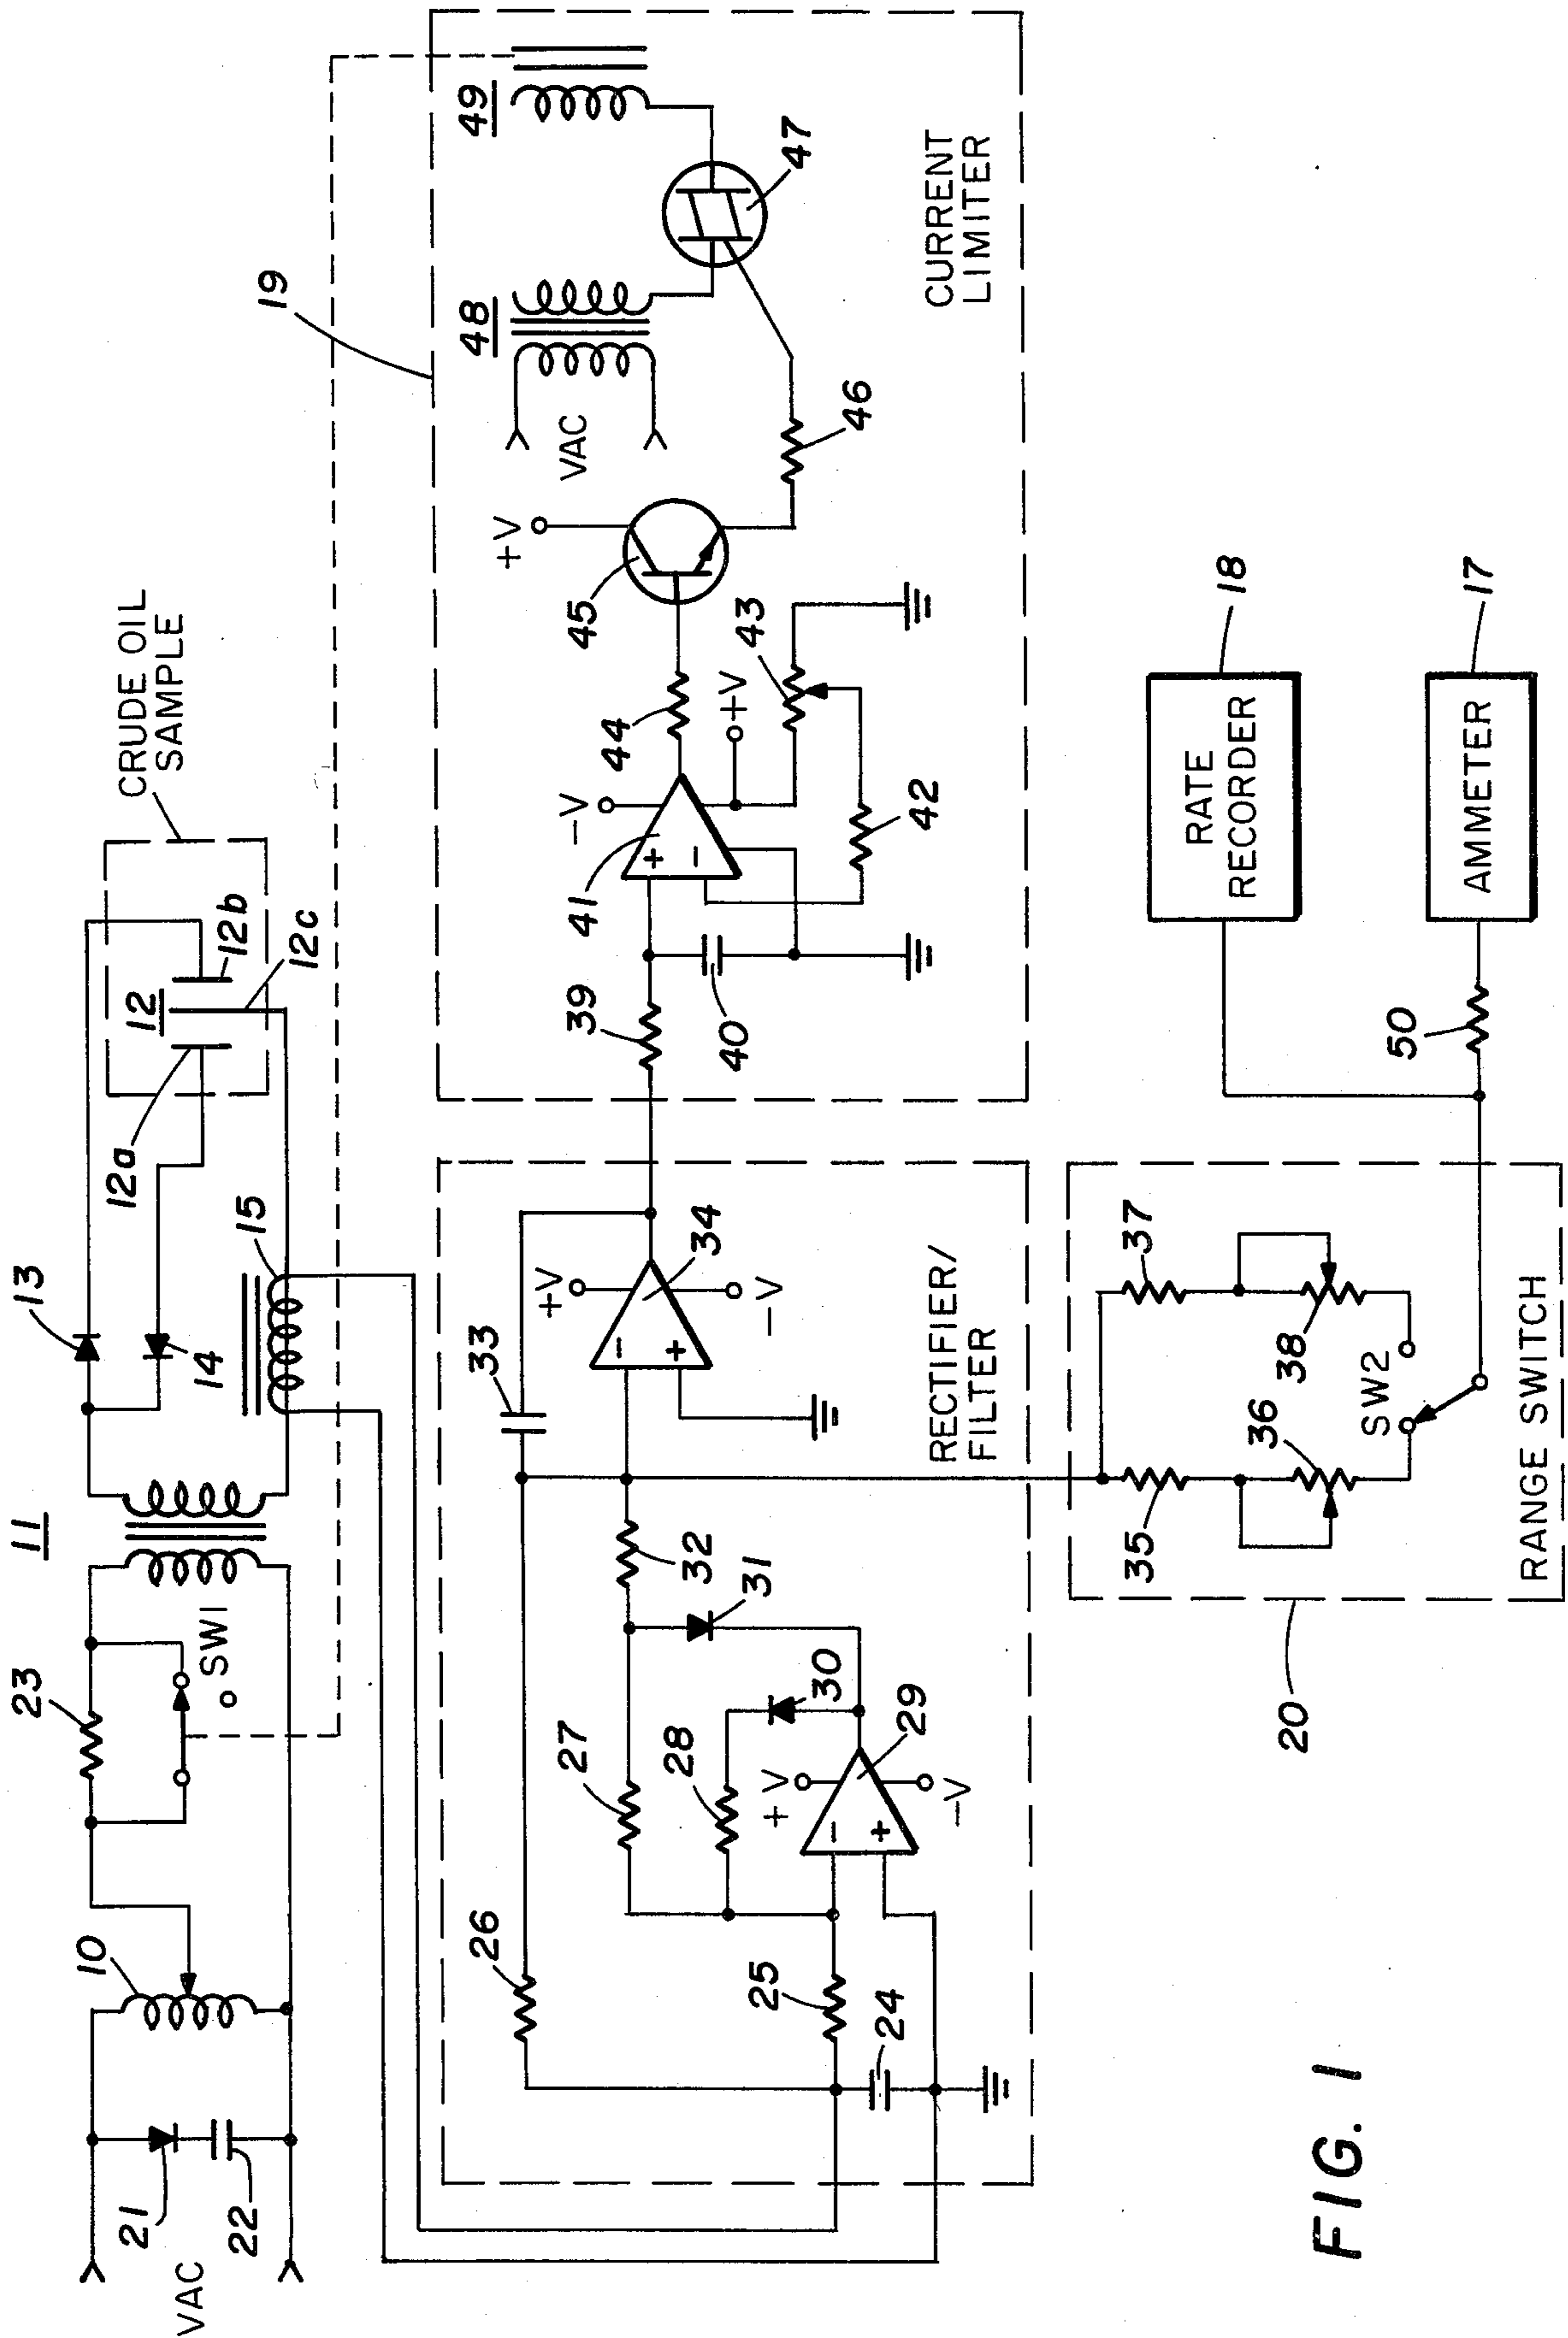 VAC
21
22
10
23
SW1
11
13
14
15
12a
12
12b
12c
CRUDE OIL
SAMPLE
19
26
25
24
27
28
+V
-V
29
30
31
32
33
+V
-V
34
RECTIFIER/
FILTER
39
40
41
-V
+V
42
43
44
45
+V
46
VAC
48
47
49
CURRENT
LIMITER
20
35
36
37
38
SW2
RANGE SWITCH
50
RATE
RECORDER
18
AMMETER
17
FIG. 1